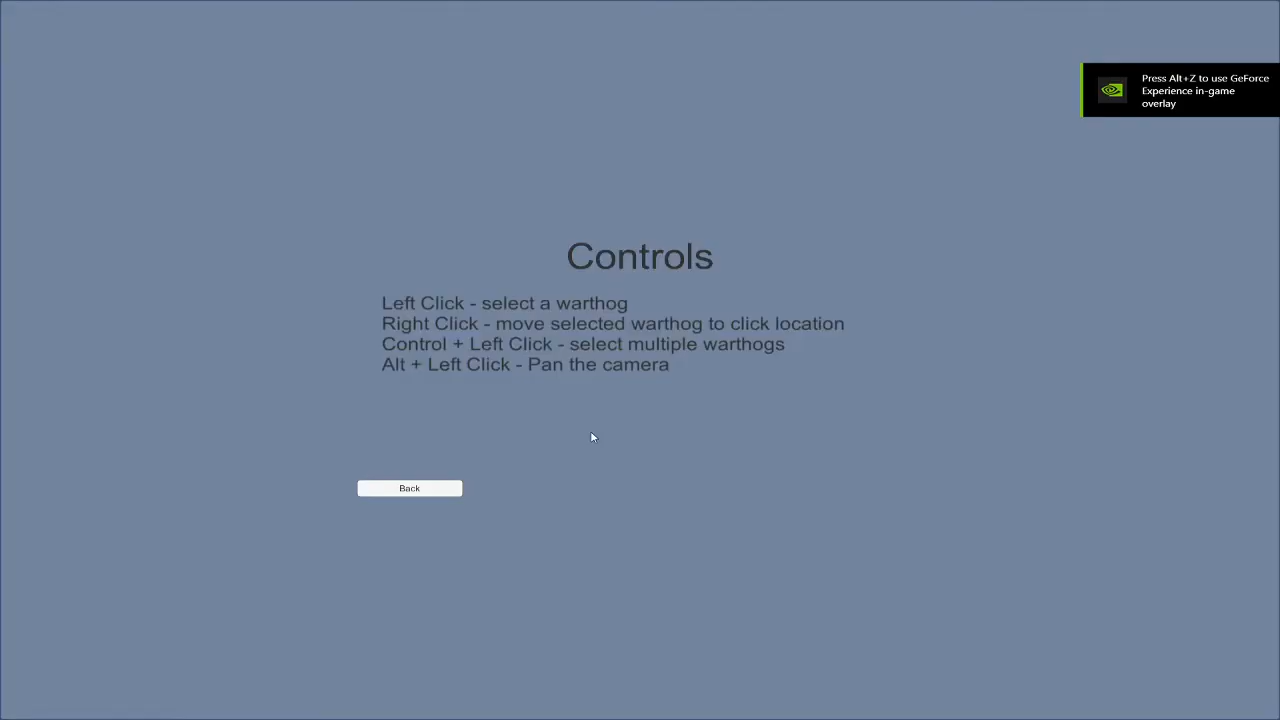 Press Alt+Z to use GeForce
Experience in-game
overlay
Controls
Left Click - select a warthog
Right Click - move selected warthog to click location
Control + Left Click - select multiple warthogs
Alt + Left Click - Pan the camera
Back